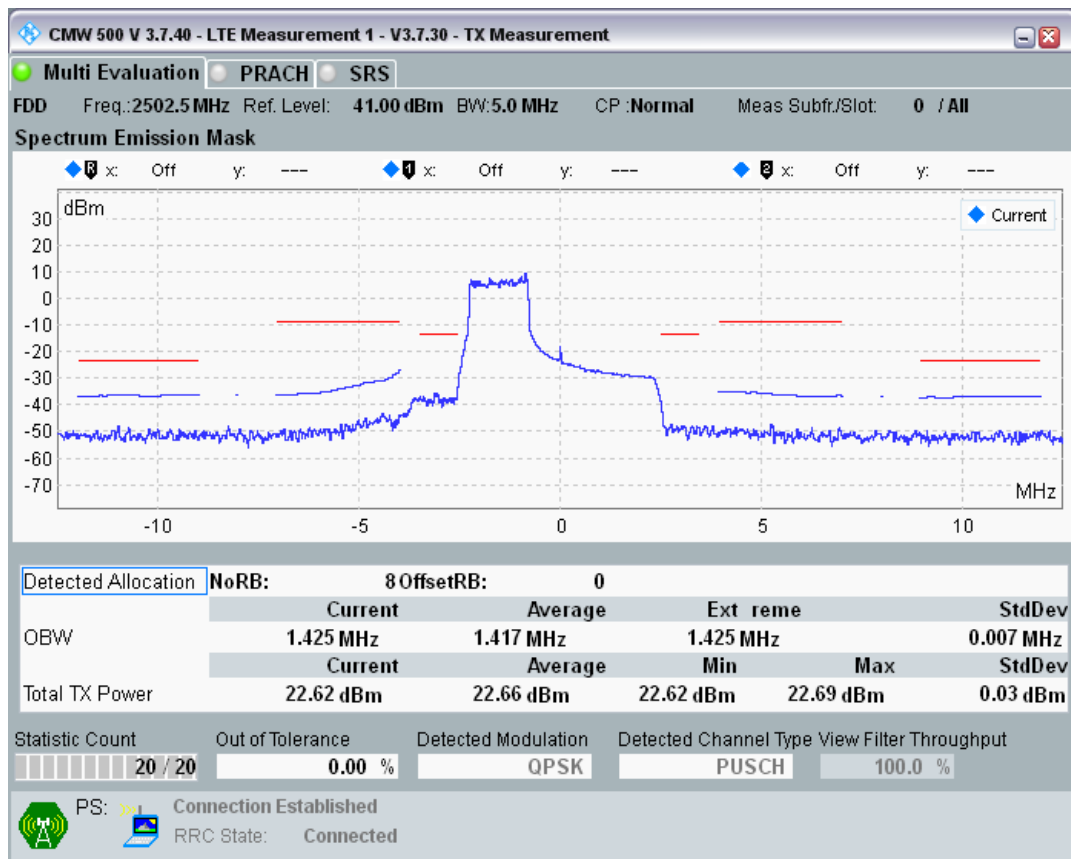 CMW 500 V 3.7.40 - LTE Measurement 1 - V3.7.30 - TX Measurement
Multi Evaluation PRACH SRS
FDD Freq.:2502.5 MHz Ref. Level: 41.00 dBm BW:5.0 MHz CP :Normal Meas Subfr./Slot: 0 / All
Spectrum Emission Mask
R x: Off y: --- 1 x: Off y: --- 2 x: Off y: ---
dBm
Current
30
20
10
0
-10
-20
-30
-40
-50
-60
-70
MHz
-10 -5 0 5 10
Detected Allocation NoRB: 8 OffsetRB: 0
Current Average Ext reme StdDev
OBW 1.425 MHz 1.417 MHz 1.425 MHz 0.007 MHz
Current Average Min Max StdDev
Total TX Power 22.62 dBm 22.66 dBm 22.62 dBm 22.69 dBm 0.03 dBm
Statistic Count Out of Tolerance Detected Modulation Detected Channel Type View Filter Throughput
20 / 20 0.00 % QPSK PUSCH 100.0 %
PS: Connection Established
RRC State: Connected